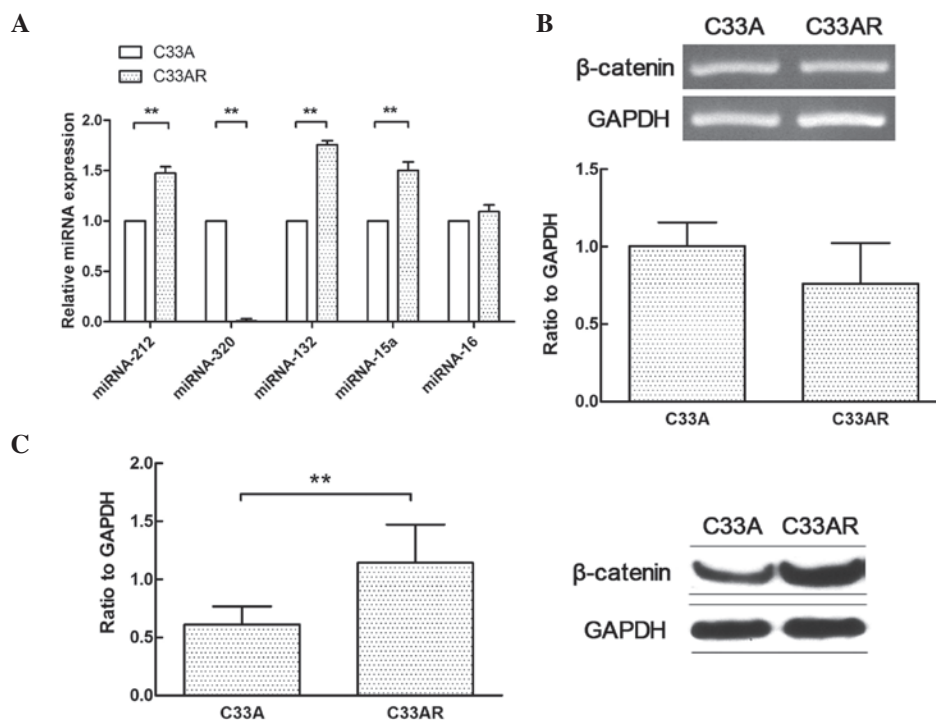 A
C33A
C33AR
** ** ** **
Relative miRNA expression
2.0
1.5
1.0
0.5
0.0
miRNA-212
miRNA-320
miRNA-132
miRNA-15a
miRNA-16
B
C33A C33AR
β-catenin
GAPDH
Ratio to GAPDH
1.5
1.0
0.5
0.0
C33A C33AR
C
Ratio to GAPDH
2.0
1.5
1.0
0.5
0.0
**
C33A C33AR
C33A C33AR
β-catenin
GAPDH